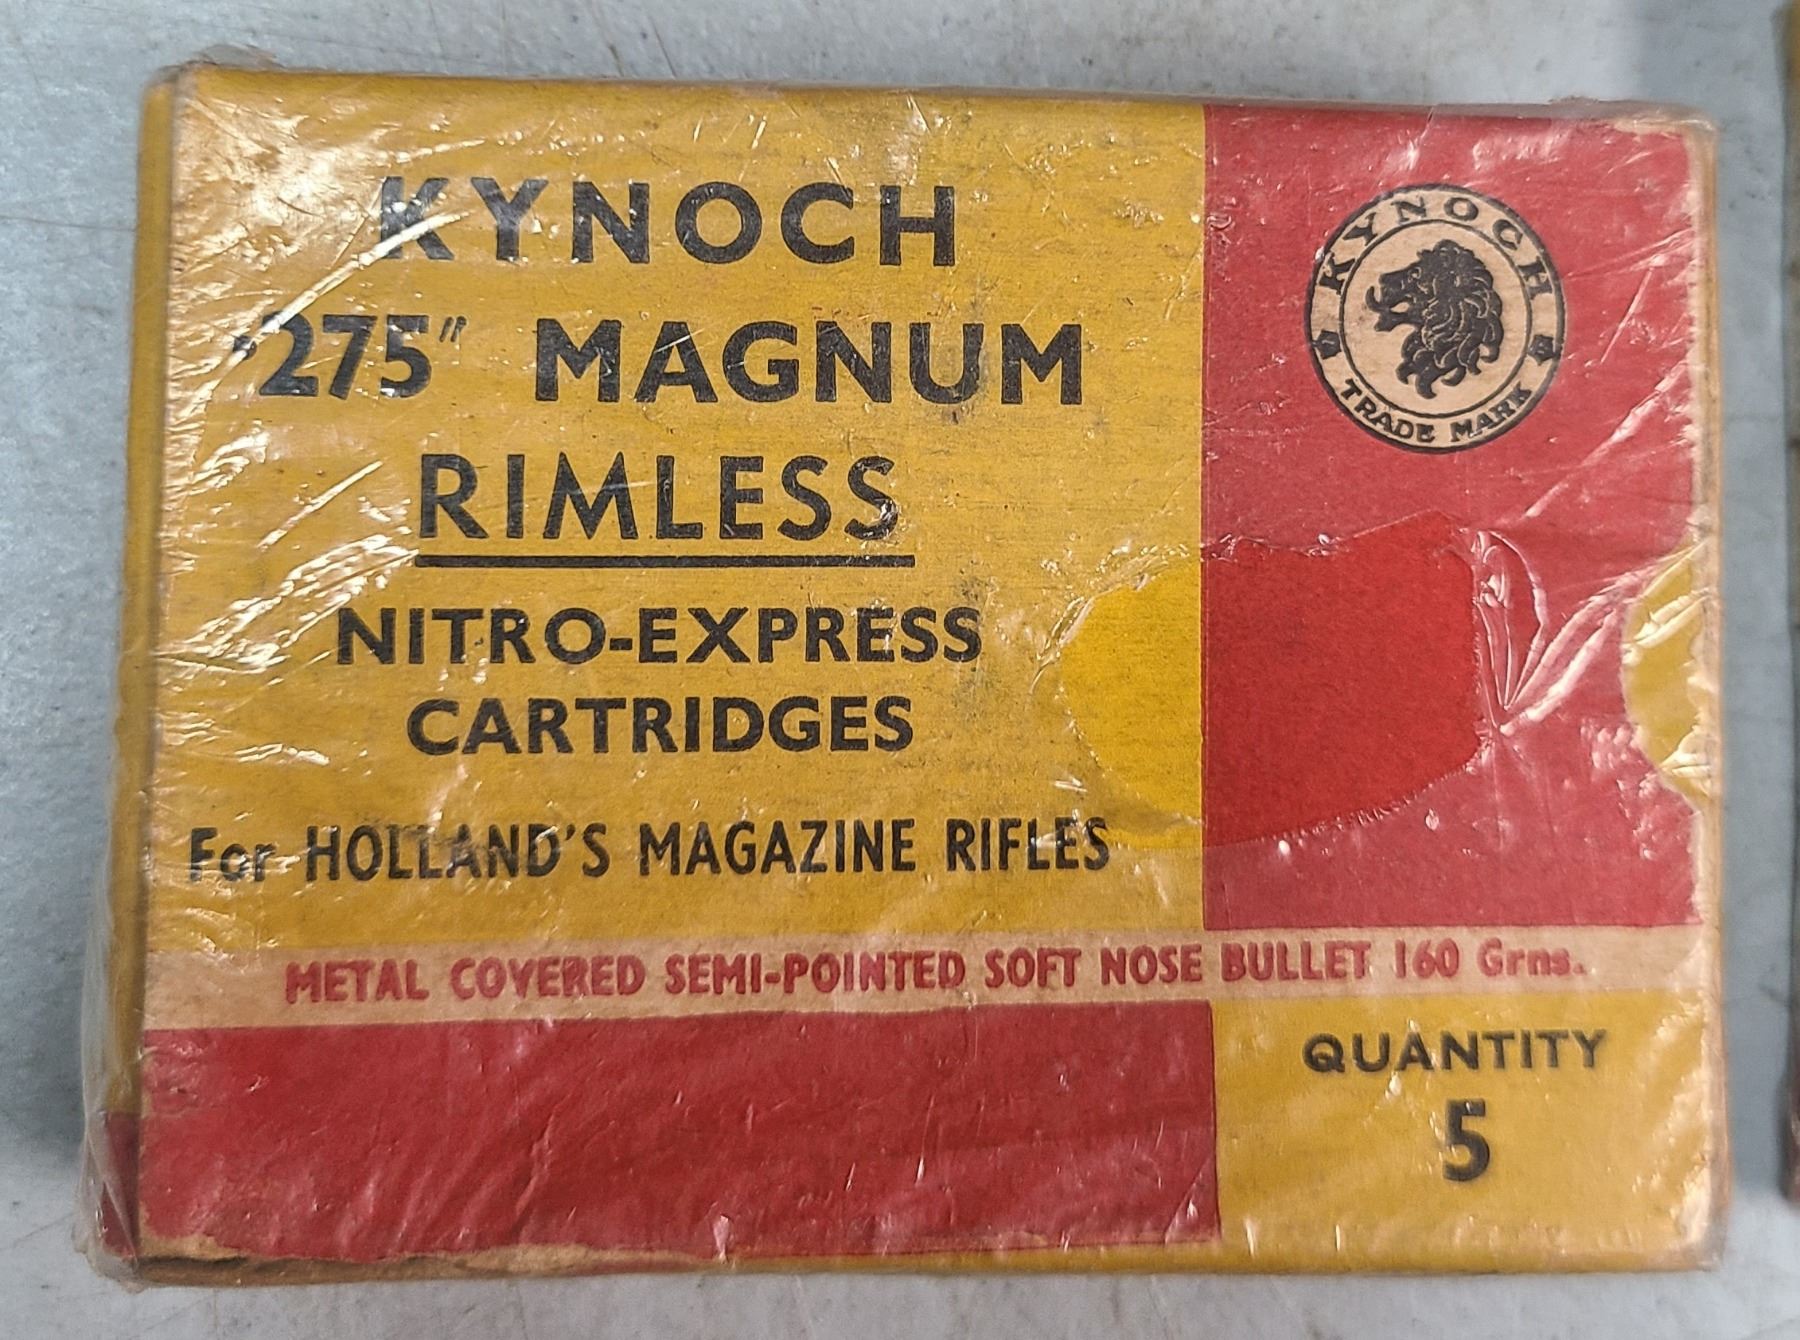 KYNOCH
·275" MAGNUM
RIMLESS
NITRO-EXPRESS
CARTRIDGES
For HOLLAND'S MAGAZINE RIFLES
KYNOCH
TRADE MARK
METAL COVERED SEMI-POINTED SOFT NOSE BULLET 160 Grns.
QUANTITY
5